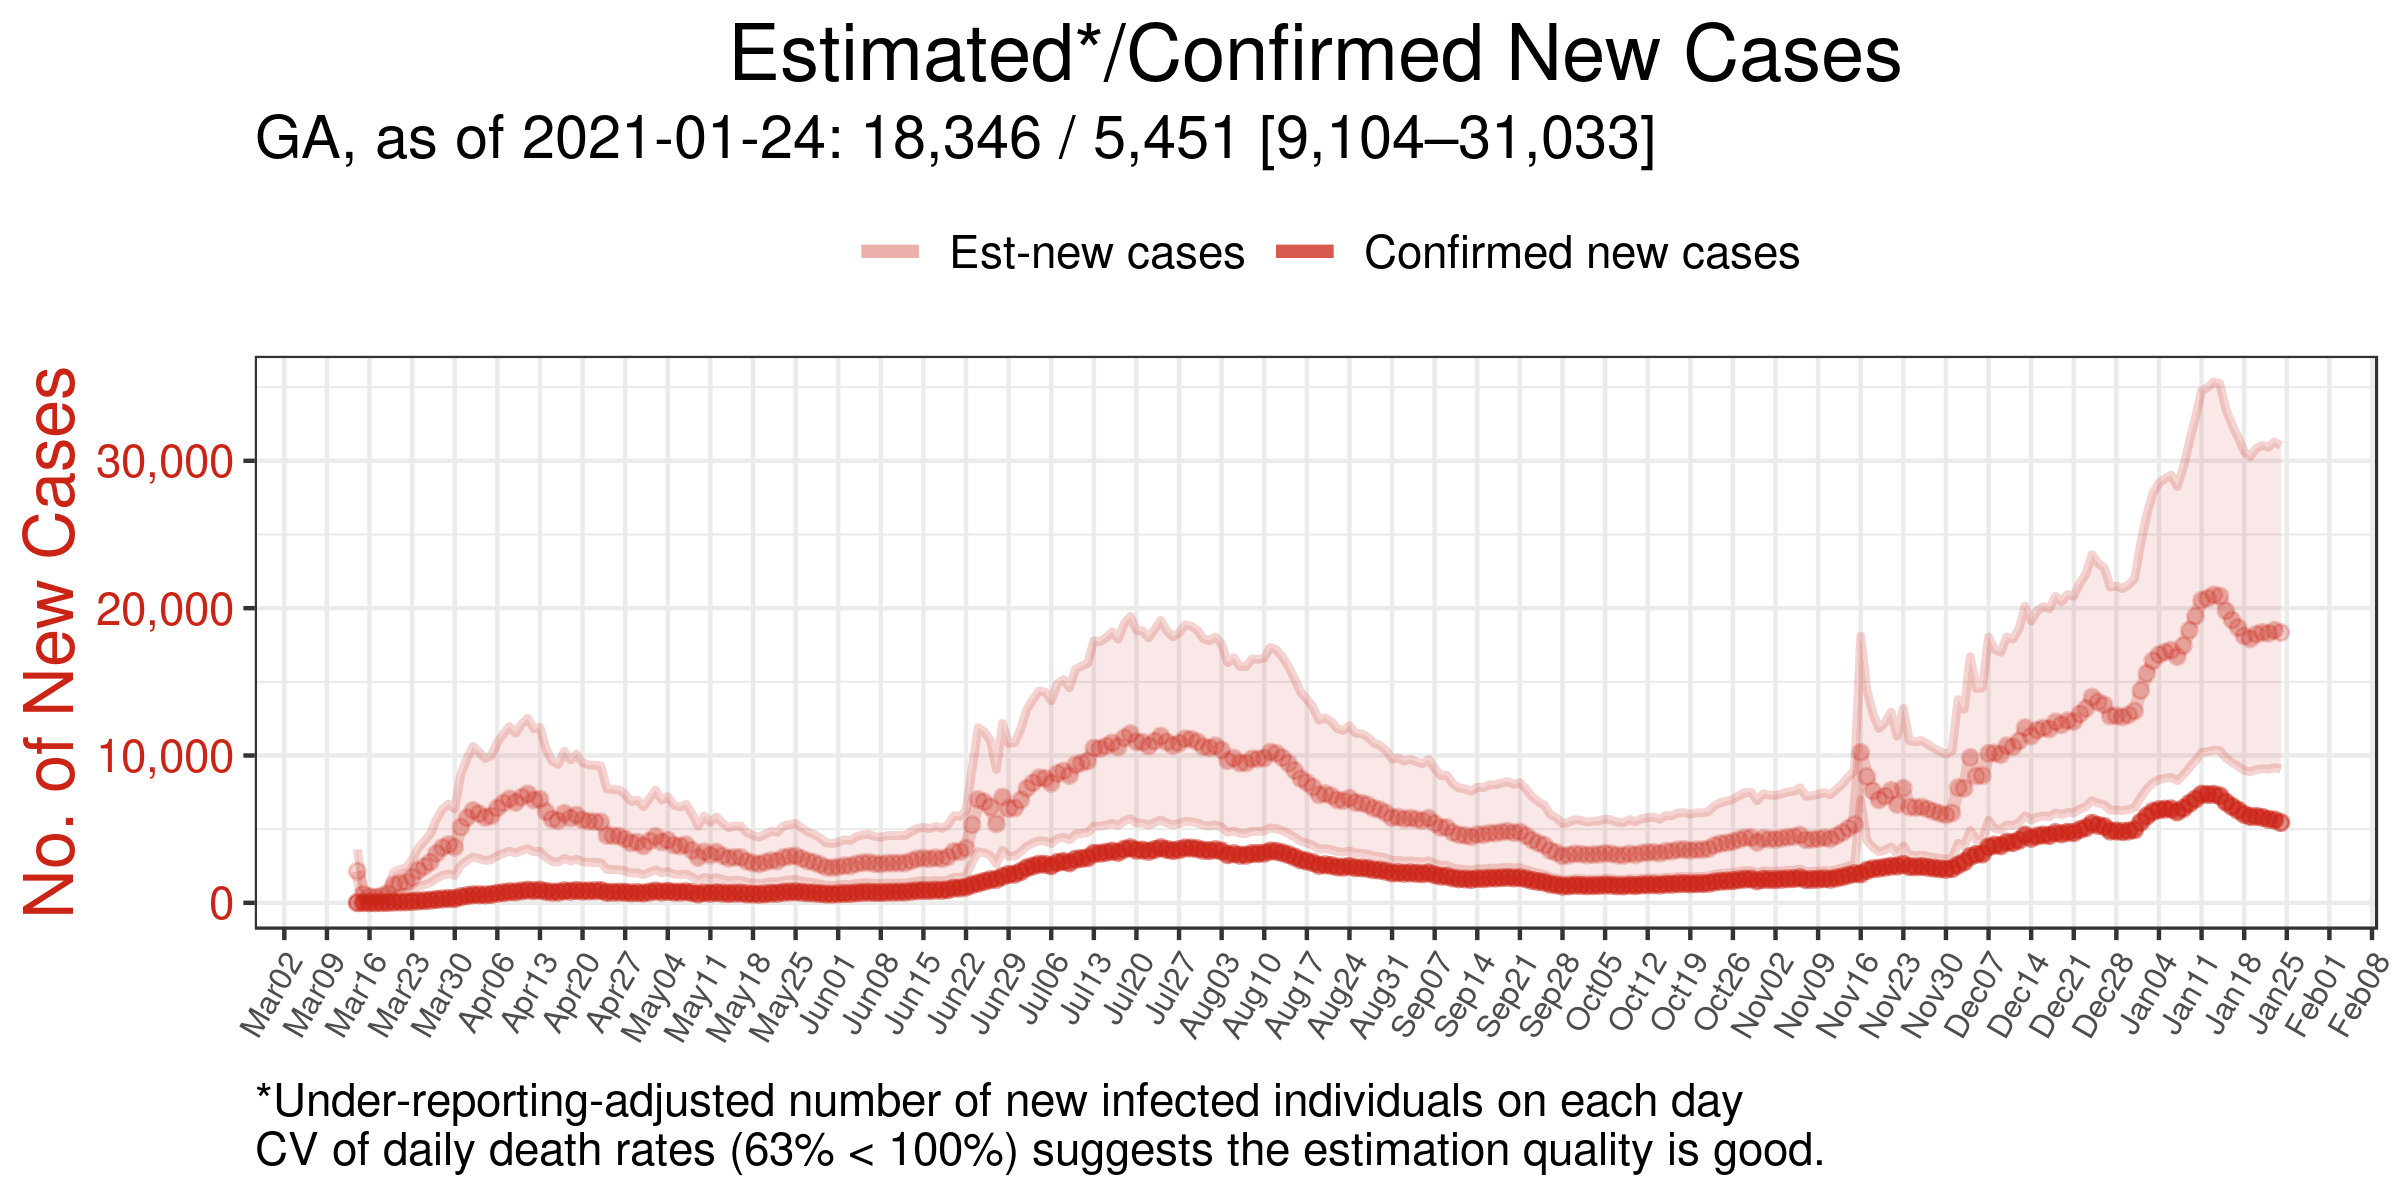 Estimated*/Confirmed New Cases
GA, as of 2021-01-24: 18,346 / 5,451 [9,104–31,033]
Est-new cases Confirmed new cases
No. of New Cases
30,000
20,000
10,000
0
Mar02 Mar09 Mar16 Mar23 Mar30 Apr06 Apr13 Apr20 Apr27 May04 May11 May18 May25 Jun01 Jun08 Jun15 Jun22 Jun29 Jul06 Jul13 Jul20 Jul27 Aug03 Aug10 Aug17 Aug24 Aug31 Sep07 Sep14 Sep21 Sep28 Oct05 Oct12 Oct19 Oct26 Nov02 Nov09 Nov16 Nov23 Nov30 Dec07 Dec14 Dec21 Dec28 Jan04 Jan11 Jan18 Jan25 Feb01 Feb08
*Under-reporting-adjusted number of new infected individuals on each day
CV of daily death rates (63% < 100%) suggests the estimation quality is good.